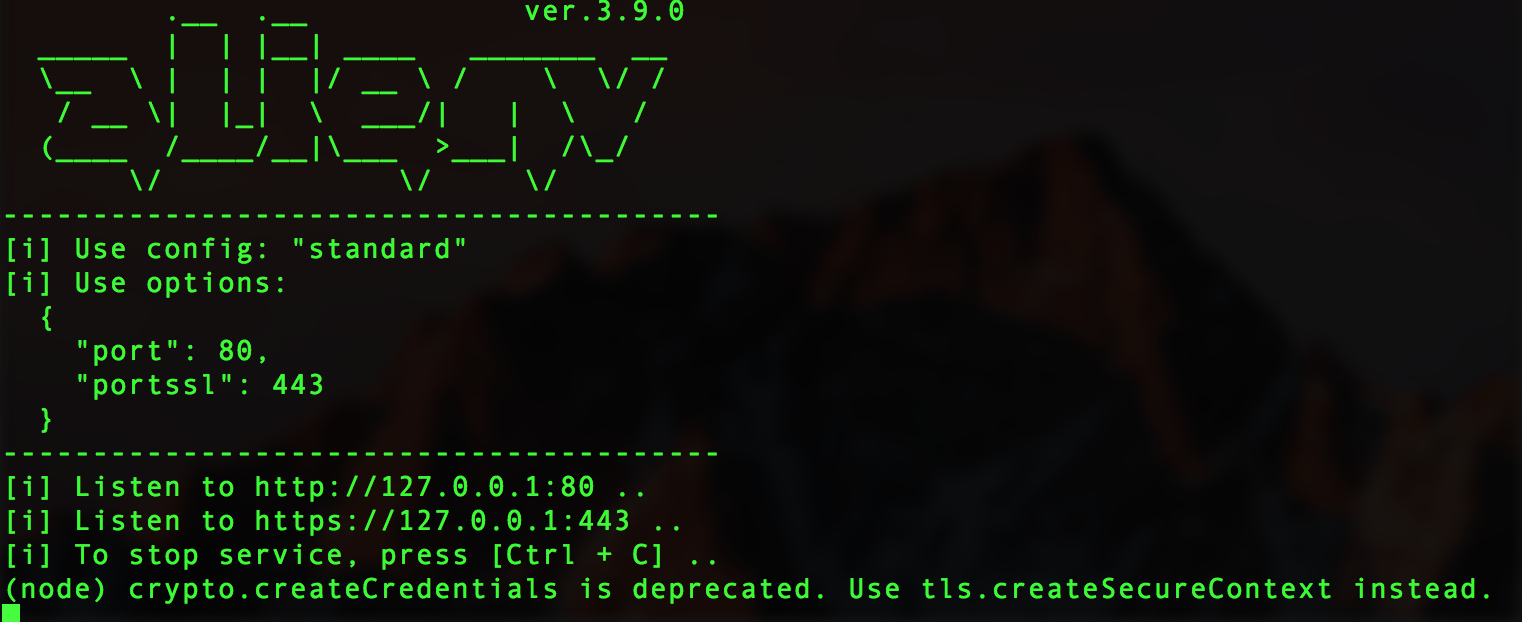 ver.3.9.0
----------------------------------------
[i] Use config: "standard"
[i] Use options:
{
"port": 80,
"portssl": 443
}
----------------------------------------
[i] Listen to http://127.0.0.1:80 ..
[i] Listen to https://127.0.0.1:443 ..
[i] To stop service, press [Ctrl + C] ..
(node) crypto.createCredentials is deprecated. Use tls.createSecureContext instead.